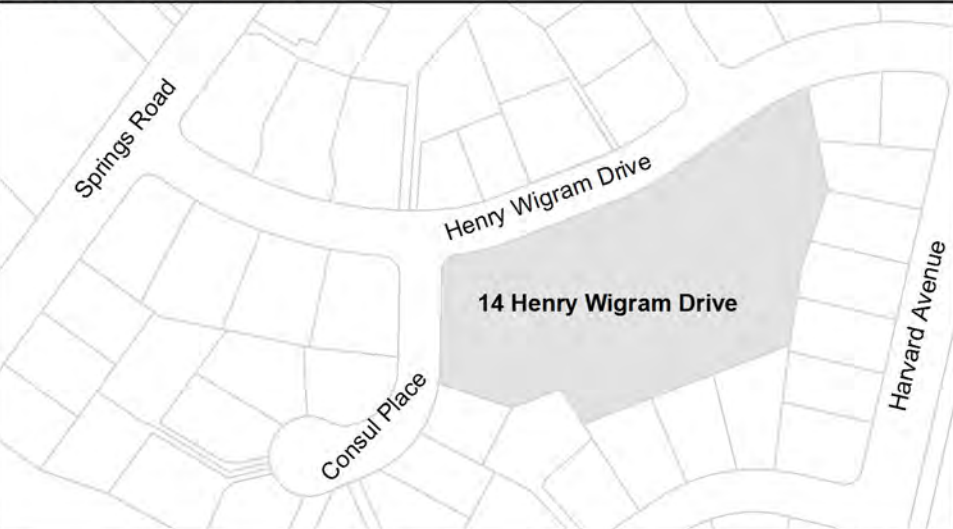 Springs Road
Henry Wigram Drive
14 Henry Wigram Drive
Harvard Avenue
Consul Place